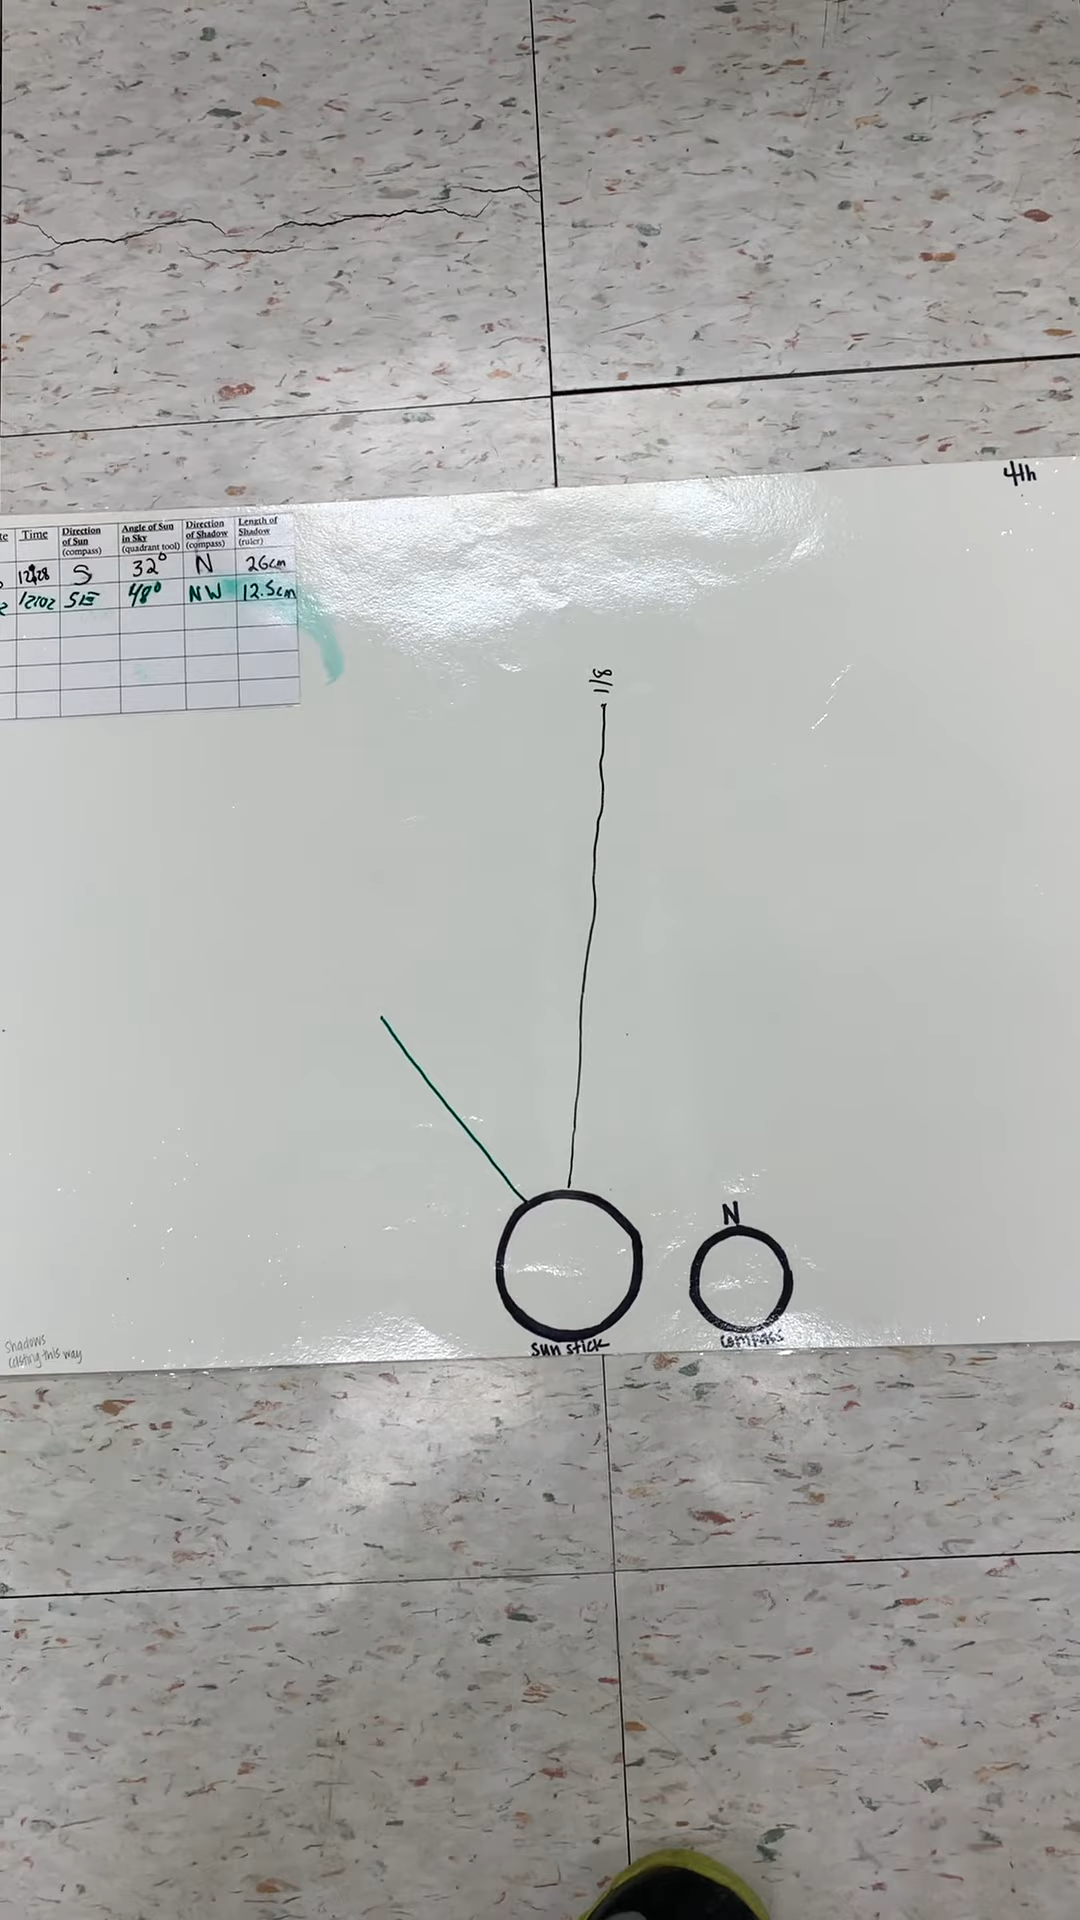 4th
te Time Direction of Sun (compass) Angle of Sun in Sky (quadrant tool) Direction of Shadow (compass) Length of Shadow (ruler)
12:28 S 32° N 26cm
12:02 SE 48° NW 12.5cm
1/8
N
Sun stick
compass
Shadows
casting this way